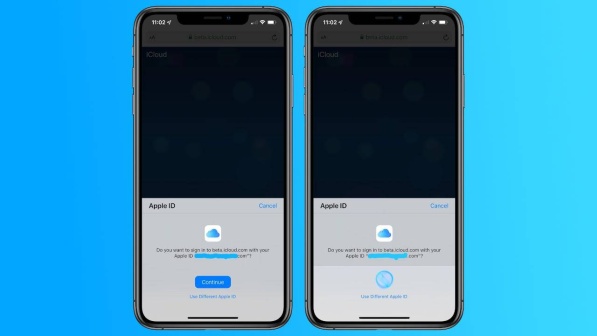 11:02
AA
beta.icloud.com
iCloud
Apple ID
Cancel
Do you want to sign in to beta.icloud.com with your
Apple ID "
.com"?
Continue
Use Different Apple ID
11:02
AA
beta.icloud.com
iCloud
Apple ID
Cancel
Do you want to sign in to beta.icloud.com with your
Apple ID "
.com"?
Use Different Apple ID